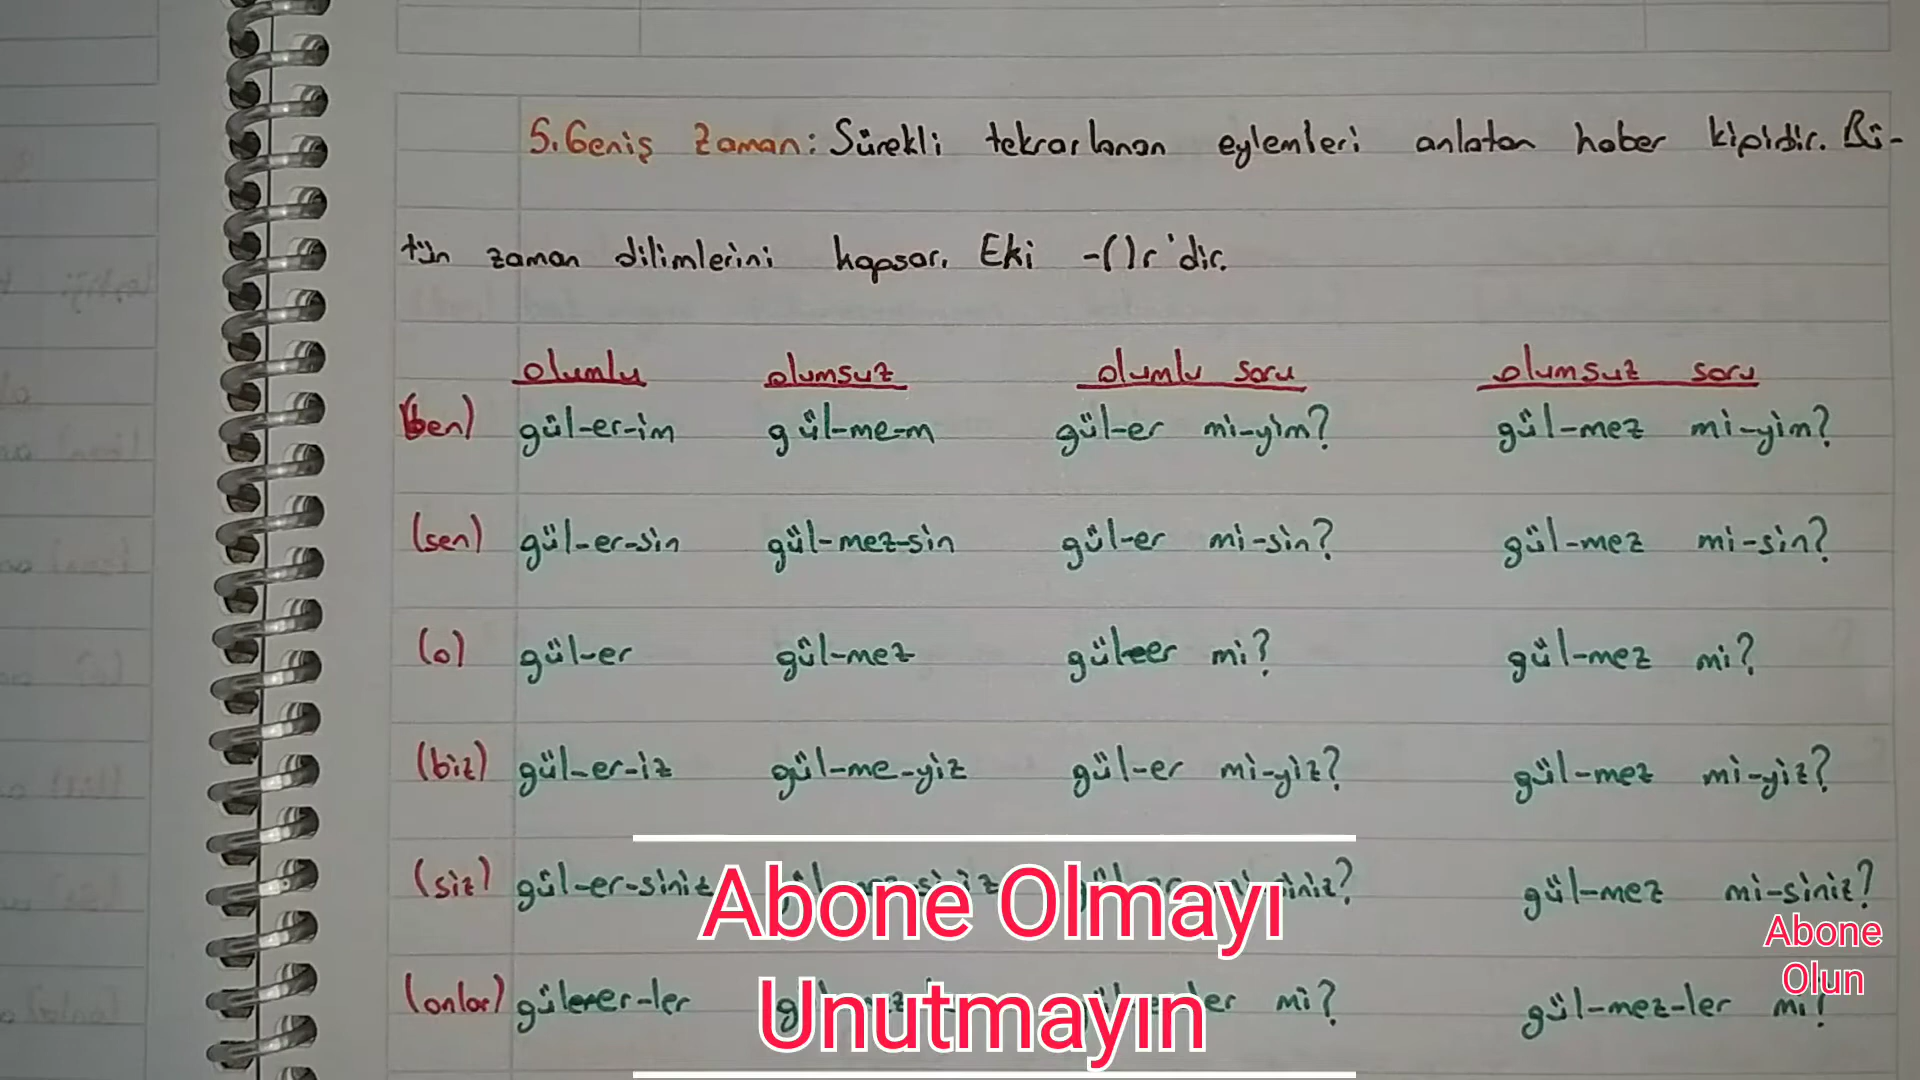 5.Geniş Zaman: Sürekli tekrarlanan eylemleri anlatan haber kipidir. Bü-
tün zaman dilimlerini kapsar. Eki -( )r'dir.
olumlu olumsuz olumlu soru olumsuz soru
(ben) gül-er-im gül-me-m gül-er mi-yim? gül-mez mi-yim?
(sen) gül-er-sin gül-mez-sin gül-er mi-sin? gül-mez mi-sin?
(o) gül-er gül-mez gül-er mi? gül-mez mi?
(biz) gül-er-iz gül-me-yiz gül-er mi-yiz? gül-mez mi-yiz?
(siz) gül-er-siniz gül-mez mi-siniz?
Abone Olmayı
Unutmayın
Abone
Olun
(onlar) gül-er-ler mi? gül-mez-ler mi?